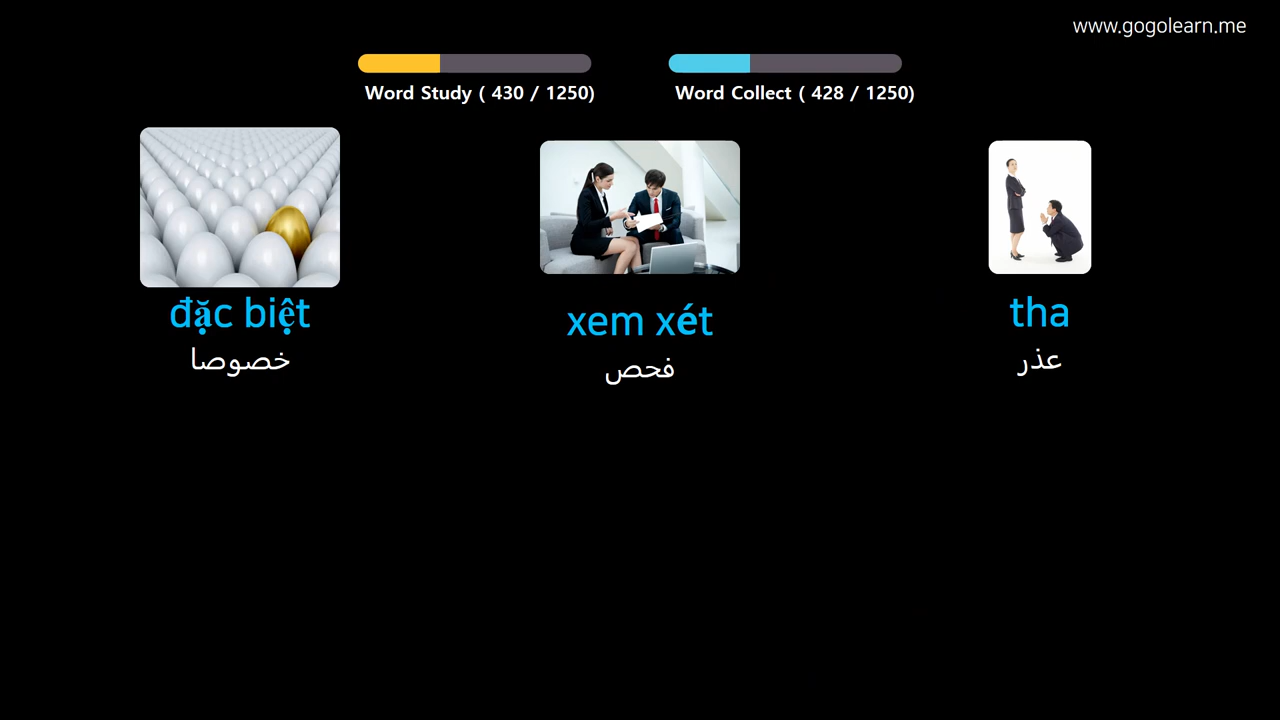 www.gogolearn.me
Word Study ( 430 / 1250)
Word Collect ( 428 / 1250)
đặc biệt
خصوصا
xem xét
فحص
tha
عذر